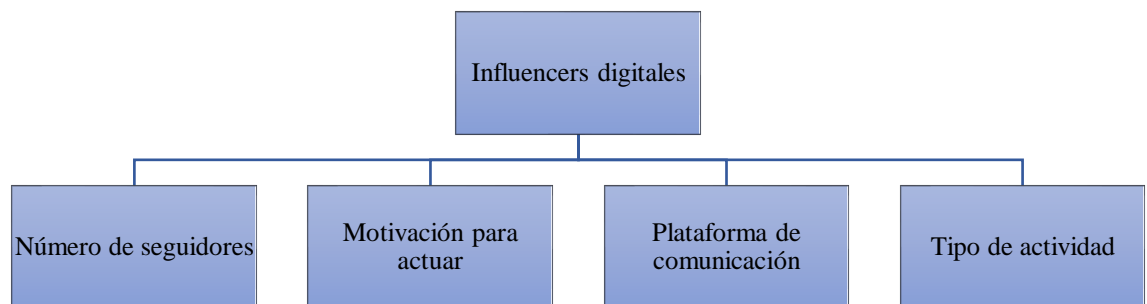 Influencers digitales
Número de seguidores
Motivación para
actuar
Plataforma de
comunicación
Tipo de actividad